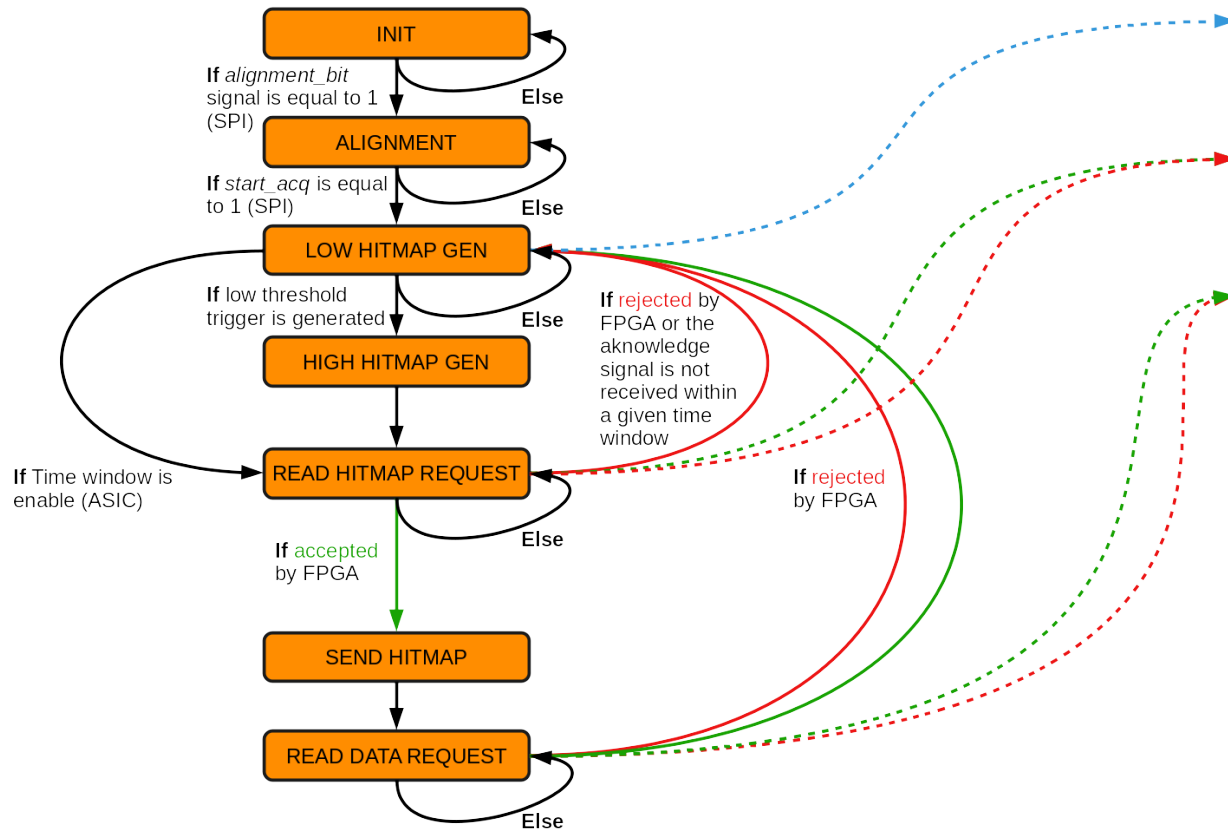 INIT
If alignment_bit
signal is equal to 1
(SPI)
Else
ALIGNMENT
If start_acq is equal
to 1 (SPI)
Else
LOW HITMAP GEN
If low threshold
trigger is generated
Else
If rejected by
FPGA or the
aknowledge
signal is not
received within
a given time
window
HIGH HITMAP GEN
READ HITMAP REQUEST
If Time window is
enable (ASIC)
If rejected
by FPGA
Else
If accepted
by FPGA
SEND HITMAP
READ DATA REQUEST
Else